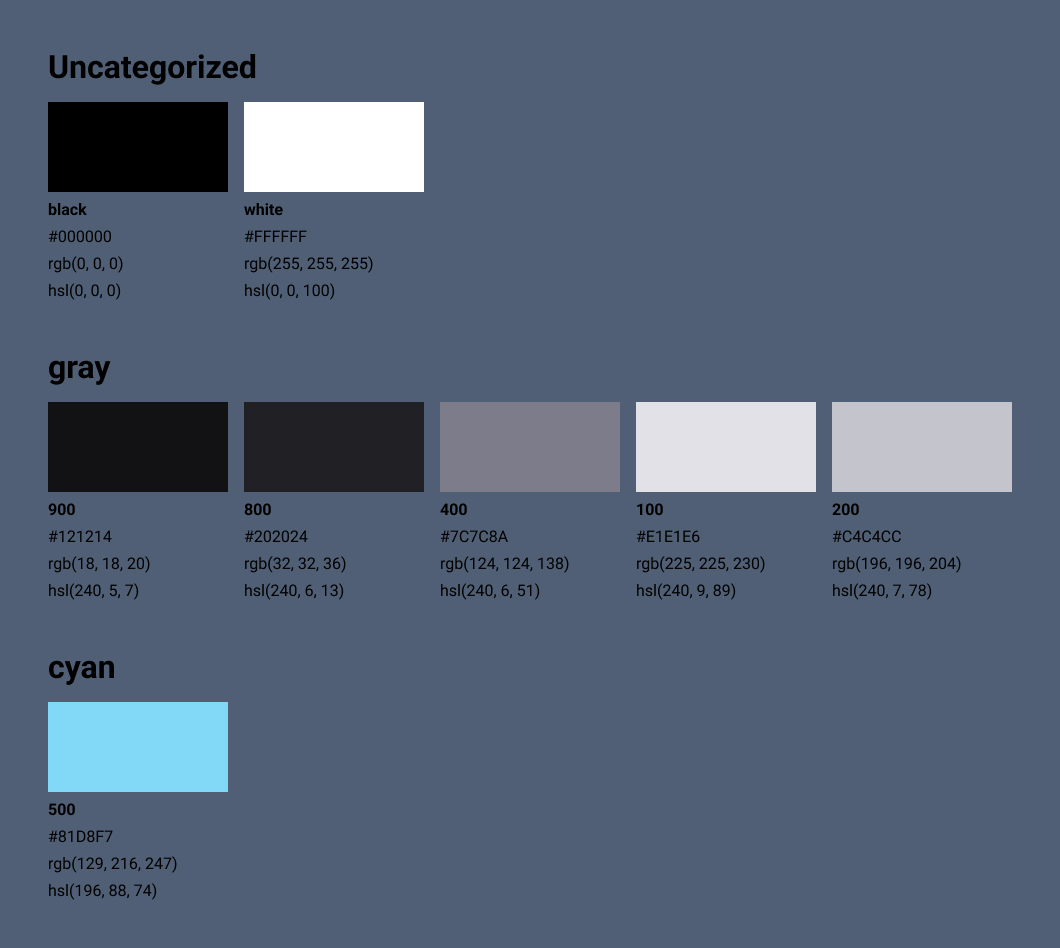 Uncategorized
black
#000000
rgb(0, 0, 0)
hsl(0, 0, 0)
white
#FFFFFF
rgb(255, 255, 255)
hsl(0, 0, 100)
gray
900
#121214
rgb(18, 18, 20)
hsl(240, 5, 7)
800
#202024
rgb(32, 32, 36)
hsl(240, 6, 13)
400
#7C7C8A
rgb(124, 124, 138)
hsl(240, 6, 51)
100
#E1E1E6
rgb(225, 225, 230)
hsl(240, 9, 89)
200
#C4C4CC
rgb(196, 196, 204)
hsl(240, 7, 78)
cyan
500
#81D8F7
rgb(129, 216, 247)
hsl(196, 88, 74)